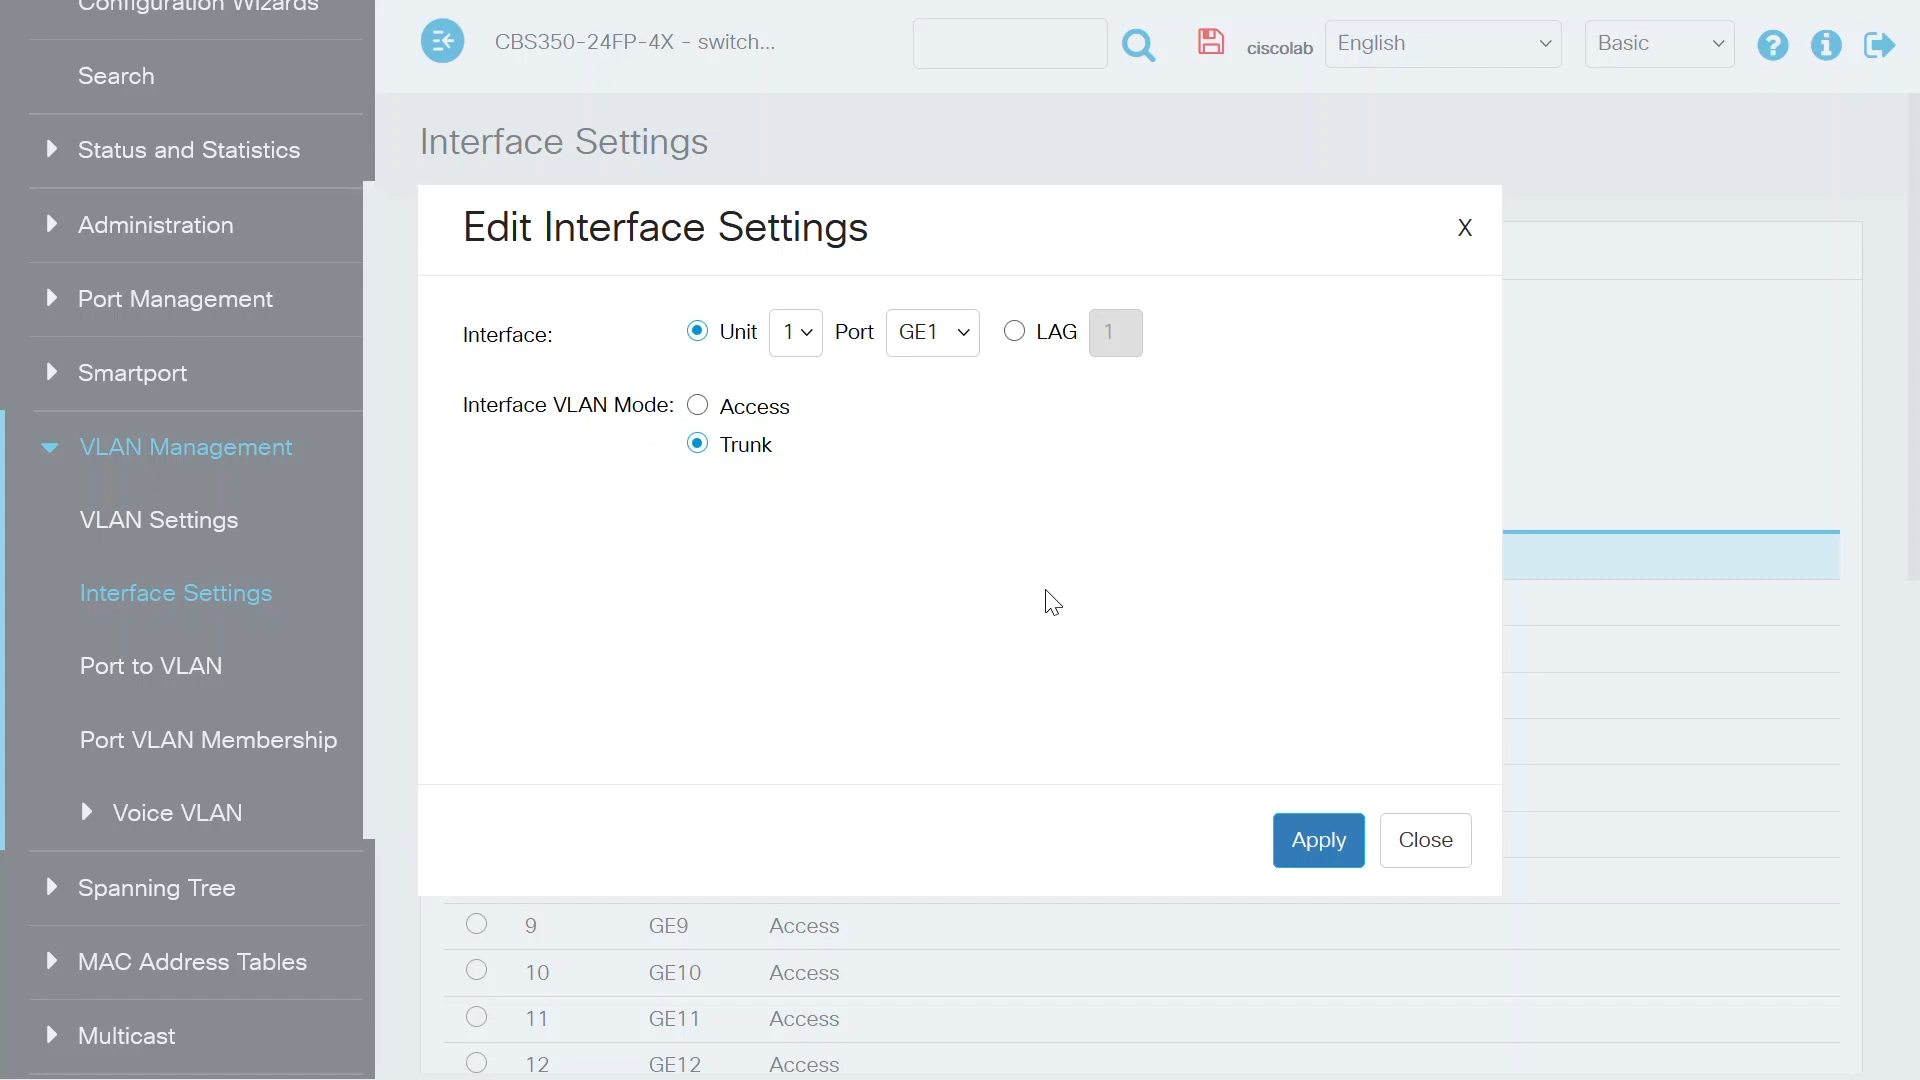 Configuration Wizards
Search
Status and Statistics
Administration
Port Management
Smartport
VLAN Management
VLAN Settings
Interface Settings
Port to VLAN
Port VLAN Membership
Voice VLAN
Spanning Tree
MAC Address Tables
Multicast
CBS350-24FP-4X - switch...
ciscolab
English
Basic
Interface Settings
Edit Interface Settings
X
Interface: Unit 1 Port GE1 LAG 1
Interface VLAN Mode: Access
Trunk
Apply Close
9 GE9 Access
10 GE10 Access
11 GE11 Access
12 GE12 Access